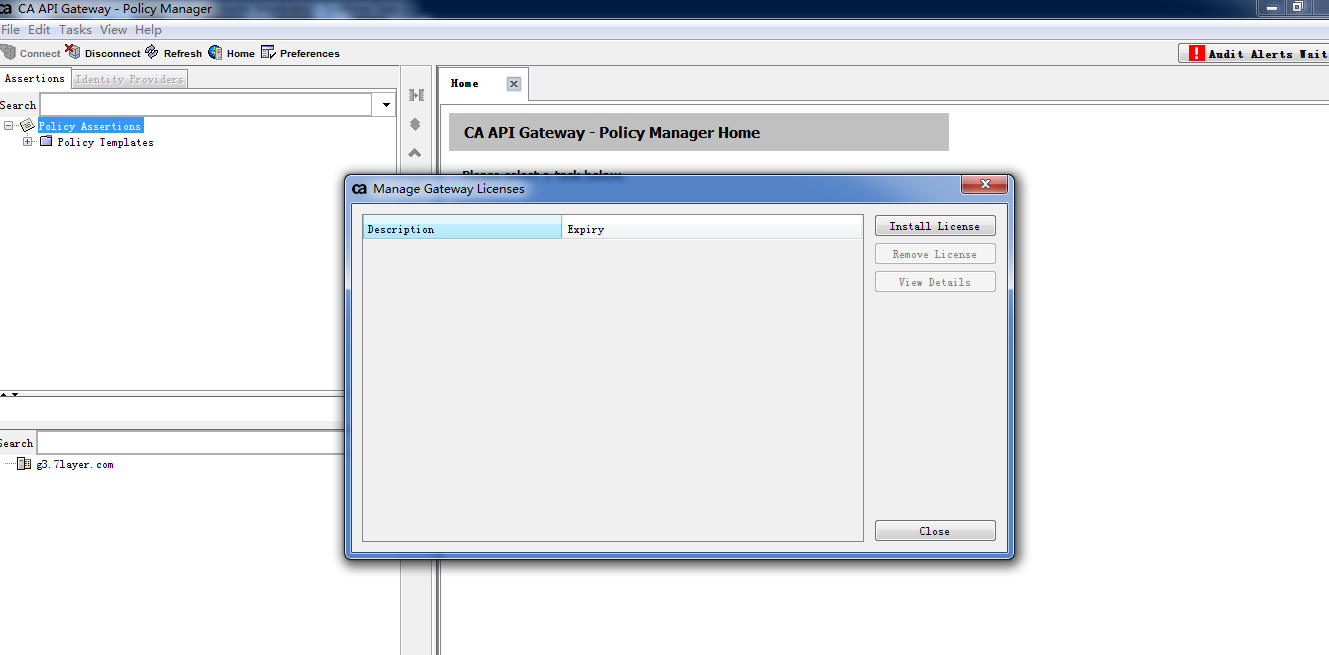 ca CA API Gateway - Policy Manager
File Edit Tasks View Help
Connect Disconnect Refresh Home Preferences
! Audit Alerts Wait
Assertions Identity Providers
Search
Policy Assertions
Policy Templates
Home
CA API Gateway - Policy Manager Home
Please select a task below
ca Manage Gateway Licenses
Description Expiry
Install License
Remove License
View Details
Close
Search
g3.7layer.com